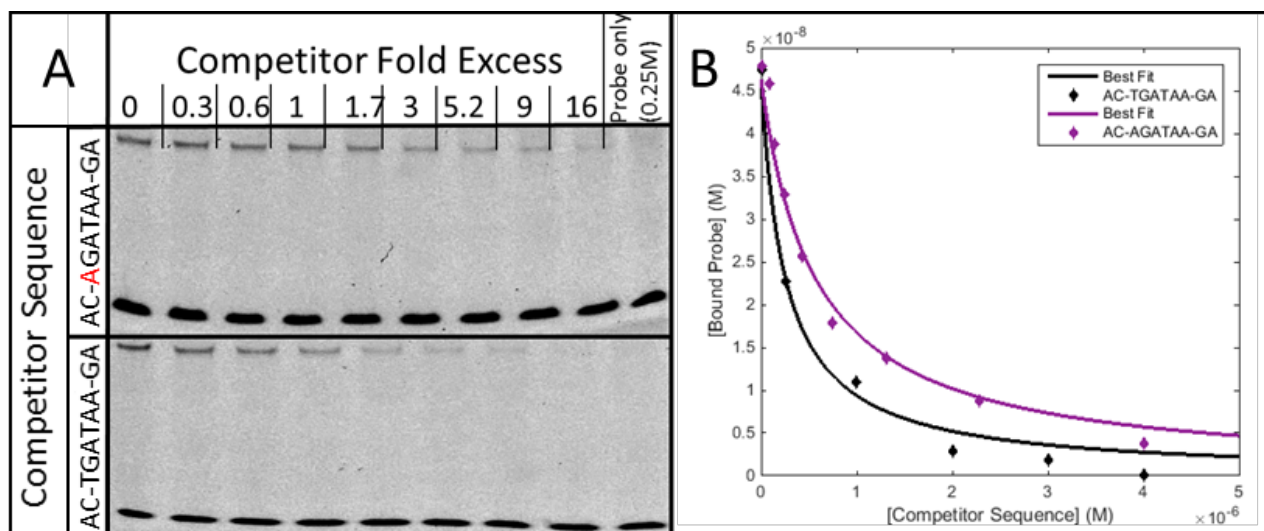 A
Competitor Fold Excess
0 0.3 0.6 1 1.7 3 5.2 9 16
Probe only
(0.25M)
Competitor Sequence
AC-AGATAA-GA
AC-TGATAA-GA
B
×10⁻⁸
5
4.5
4
3.5
3
2.5
2
1.5
1
0.5
0
[Bound Probe] (M)
Best Fit
AC-TGATAA-GA
Best Fit
AC-AGATAA-GA
0 1 2 3 4 5
[Competitor Sequence] (M)
×10⁻⁶